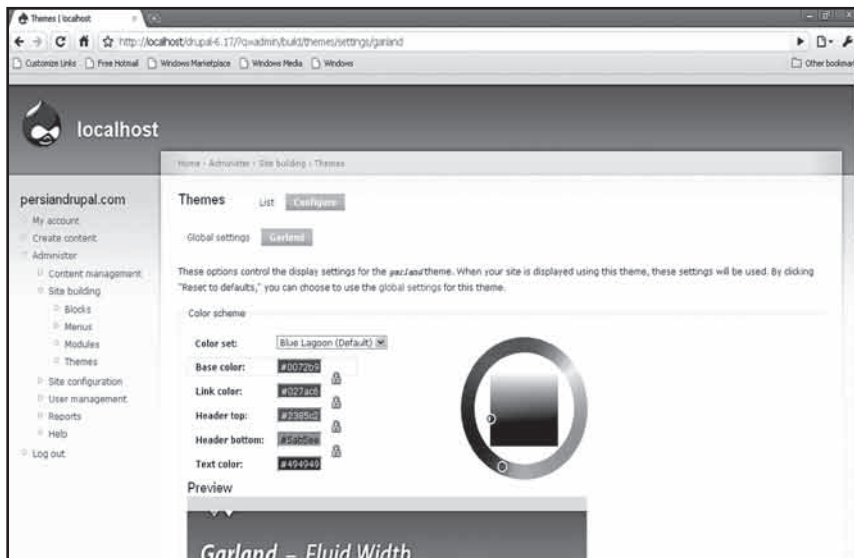 Themes | localhost
http://localhost/drupal-6.17/?q=admin/build/themes/settings/garland
Customize Links Free Hotmail Windows Marketplace Windows Media Windows Other bookmar
localhost
Home › Administer › Site building › Themes
persiandrupal.com
My account
Create content
Administer
Content management
Site building
Blocks
Menus
Modules
Themes
Site configuration
User management
Reports
Help
Log out
Themes List Configure
Global settings Garland
These options control the display settings for the garland theme. When your site is displayed using this theme, these settings will be used. By clicking
"Reset to defaults," you can choose to use the global settings for this theme.
Color scheme
Color set: Blue Lagoon (Default)
Base color: #0072b9
Link color: #027ac6
Header top: #2385c2
Header bottom: #5ab5ee
Text color: #494949
Preview
Garland – Fluid Width